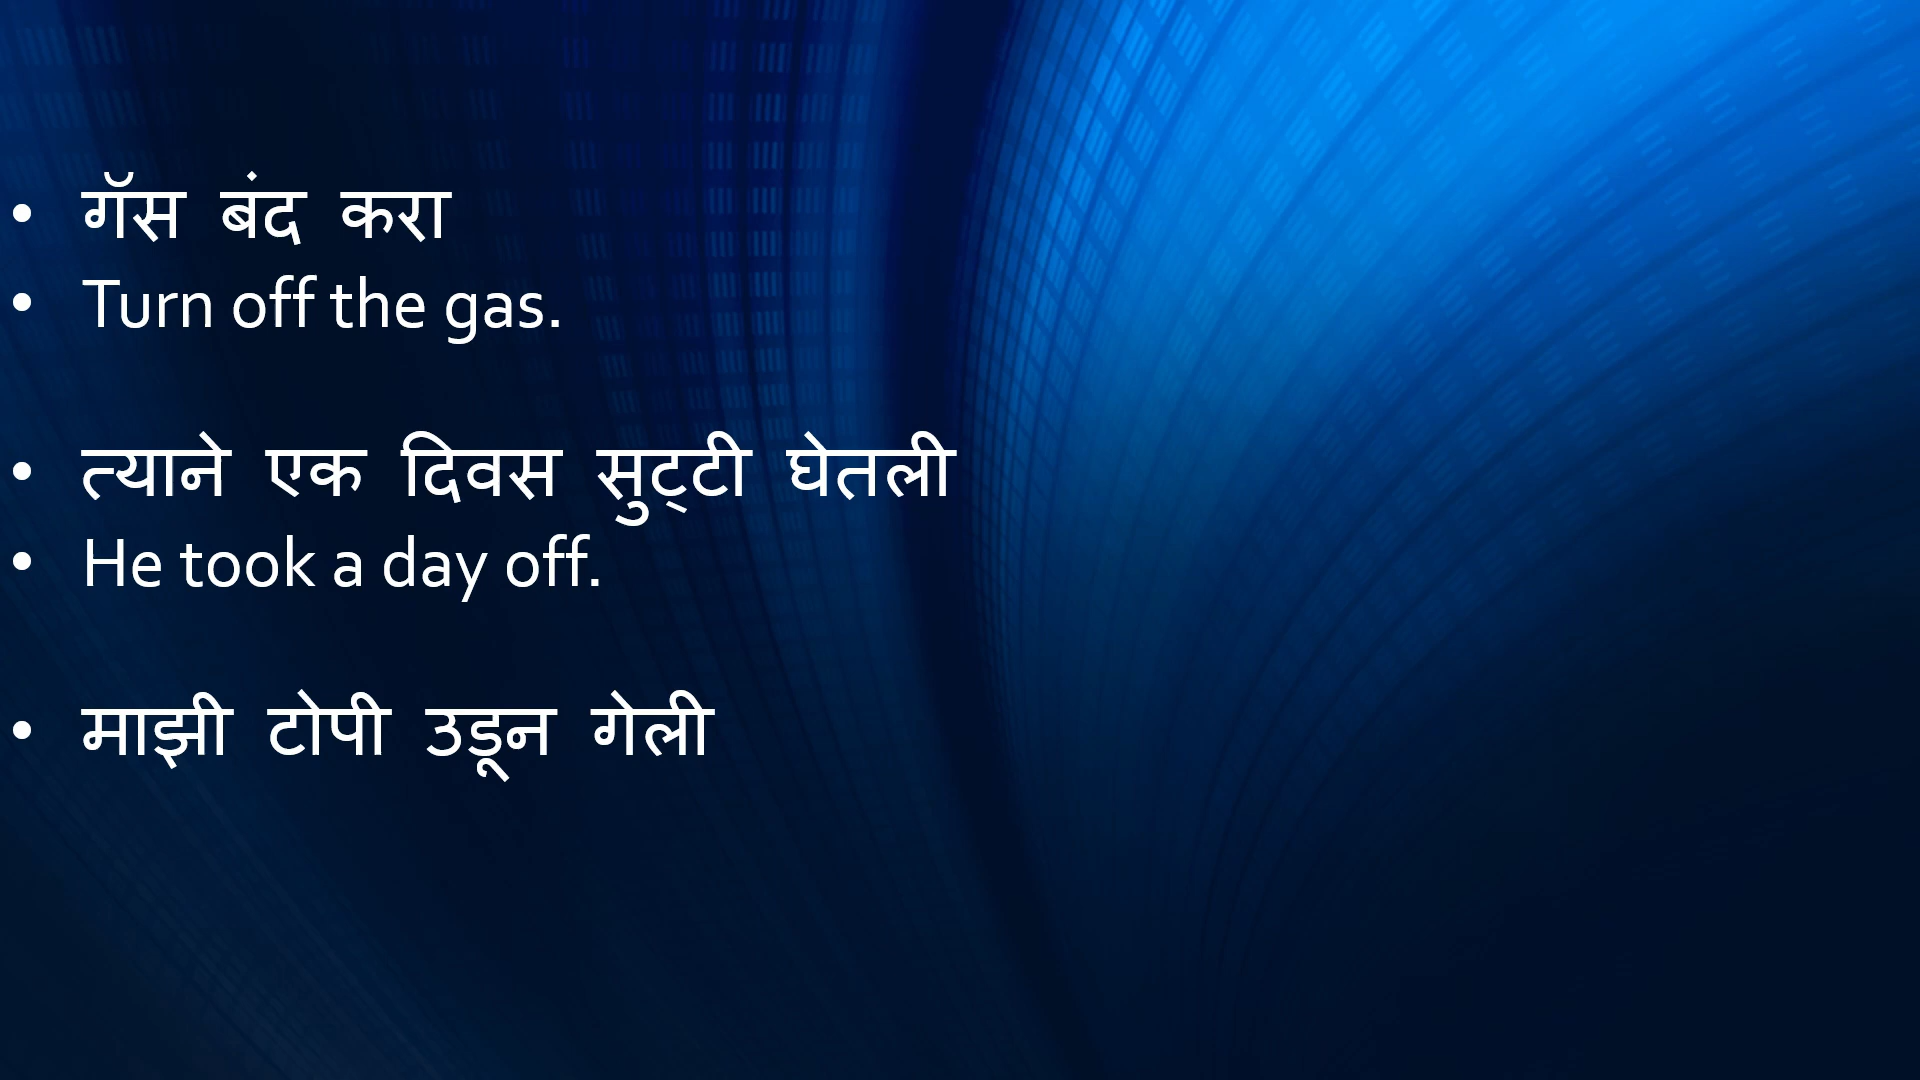 • गॅस बंद करा
• Turn off the gas.
• त्याने एक दिवस सुट्टी घेतली
• He took a day off.
• माझी टोपी उडून गेली